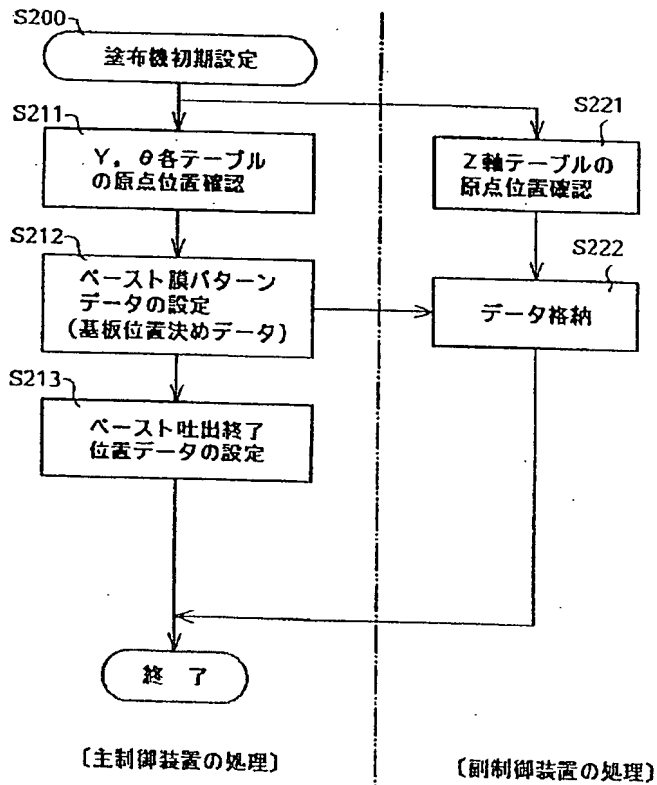 S200
塗布機初期設定
S211
Y，θ各テーブル
の原点位置確認
S221
Z軸テーブルの
原点位置確認
S212
ペースト膜パターン
データの設定
(基板位置決めデータ)
S222
データ格納
S213
ペースト吐出終了
位置データの設定
終 了
〔主制御装置の処理〕
〔副制御装置の処理〕